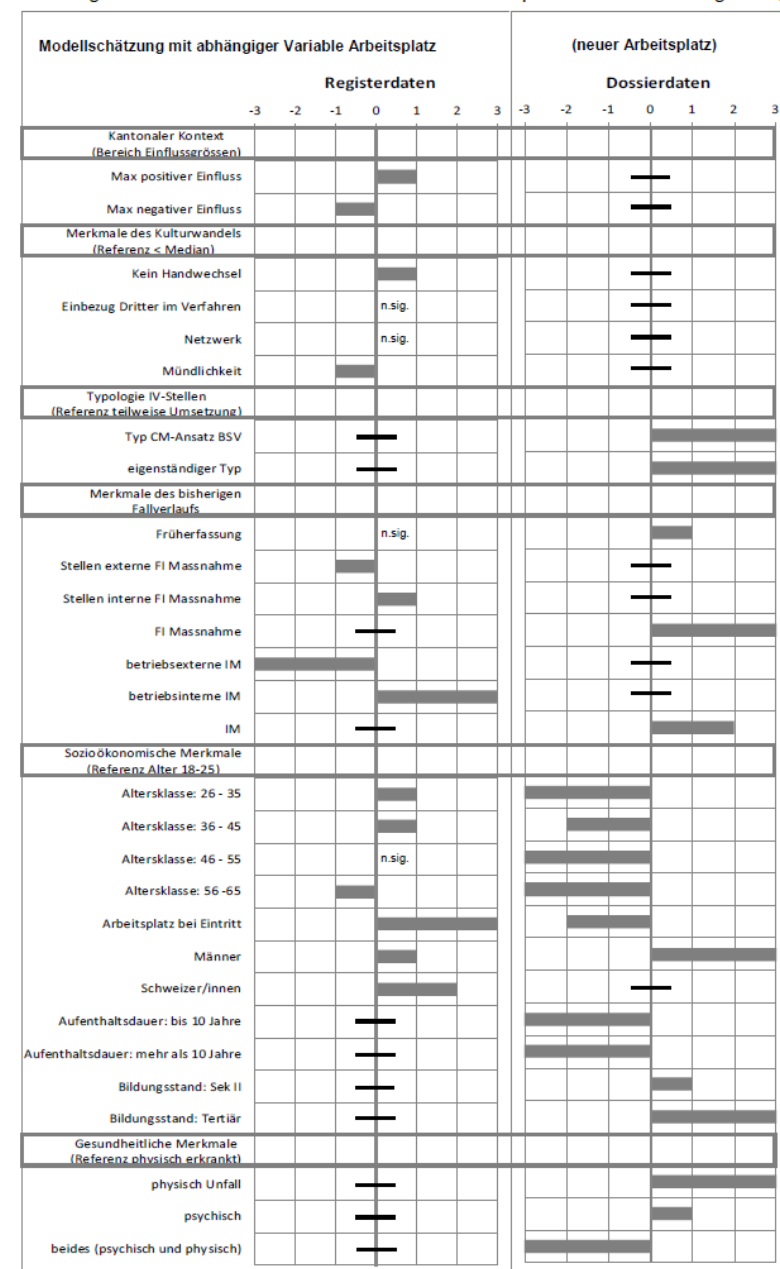 Modellschätzung mit abhängiger Variable Arbeitsplatz
(neuer Arbeitsplatz)
Registerdaten
Dossierdaten
-3 -2 -1 0 1 2 3
-3 -2 -1 0 1 2 3
Kantonaler Kontext
(Bereich Einflussgrössen)
Max positiver Einfluss
Max negativer Einfluss
Merkmale des Kulturwandels
(Referenz < Median)
Kein Handwechsel
Einbezug Dritter im Verfahren n.sig.
Netzwerk n.sig.
Mündlichkeit
Typologie IV-Stellen
(Referenz teilweise Umsetzung)
Typ CM-Ansatz BSV
eigenständiger Typ
Merkmale des bisherigen
Fallverlaufs
Früherfassung n.sig.
Stellen externe FI Massnahme
Stellen interne FI Massnahme
FI Massnahme
betriebsexterne IM
betriebsinterne IM
IM
Sozioökonomische Merkmale
(Referenz Alter 18-25)
Altersklasse: 26 - 35
Altersklasse: 36 - 45
Altersklasse: 46 - 55 n.sig.
Altersklasse: 56 -65
Arbeitsplatz bei Eintritt
Männer
Schweizer/innen
Aufenthaltsdauer: bis 10 Jahre
Aufenthaltsdauer: mehr als 10 Jahre
Bildungsstand: Sek II
Bildungsstand: Tertiär
Gesundheitliche Merkmale
(Referenz physisch erkrankt)
physisch Unfall
psychisch
beides (psychisch und physisch)